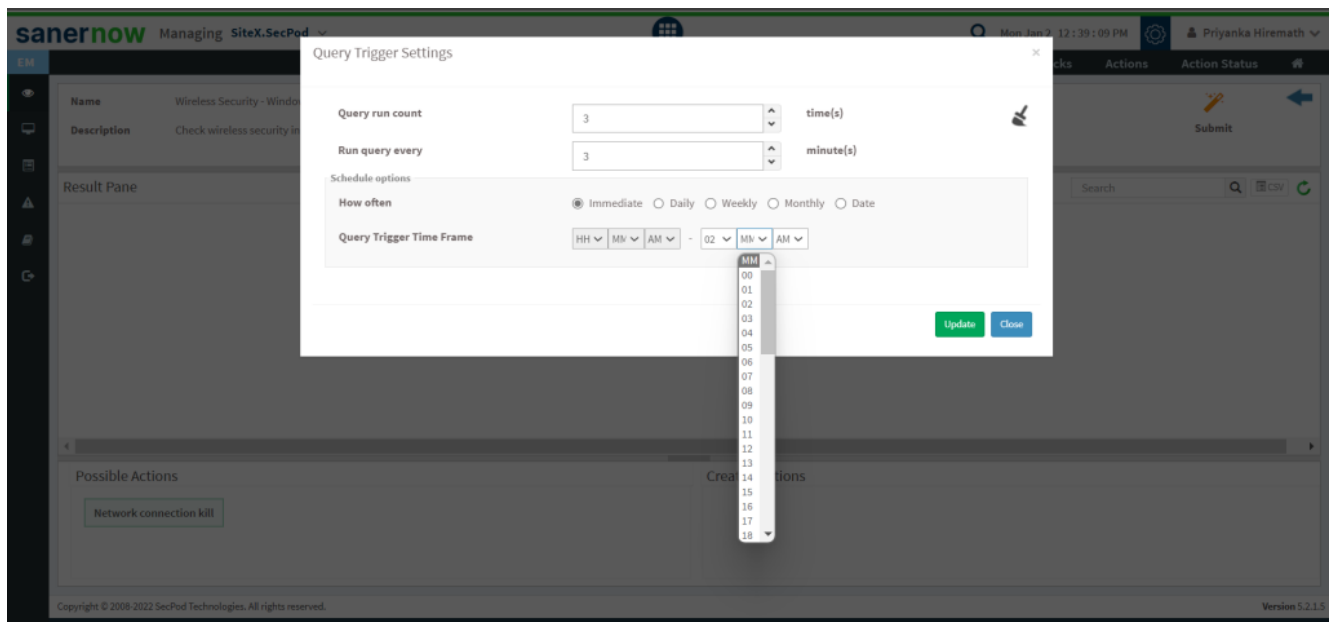 sanernow Managing SiteX.SecPod Mon Jan 2 12:39:09 PM Priyanka Hiremath
EM Actions Action Status
Query Trigger Settings ×
Name Wireless Security - Windo
Description Check wireless security in
Submit
Query run count 3 time(s)
Run query every 3 minute(s)
Schedule options
How often Immediate Daily Weekly Monthly Date
Query Trigger Time Frame HH MM AM - 02 MM AM
Result Pane Search CSV
MM
00
01
02
03
04
05
06
07
08
09
10
11
12
13
14
15
16
17
18
Update Close
Possible Actions
Network connection kill
Copyright © 2008-2022 SecPod Technologies. All rights reserved. Version 5.2.1.5